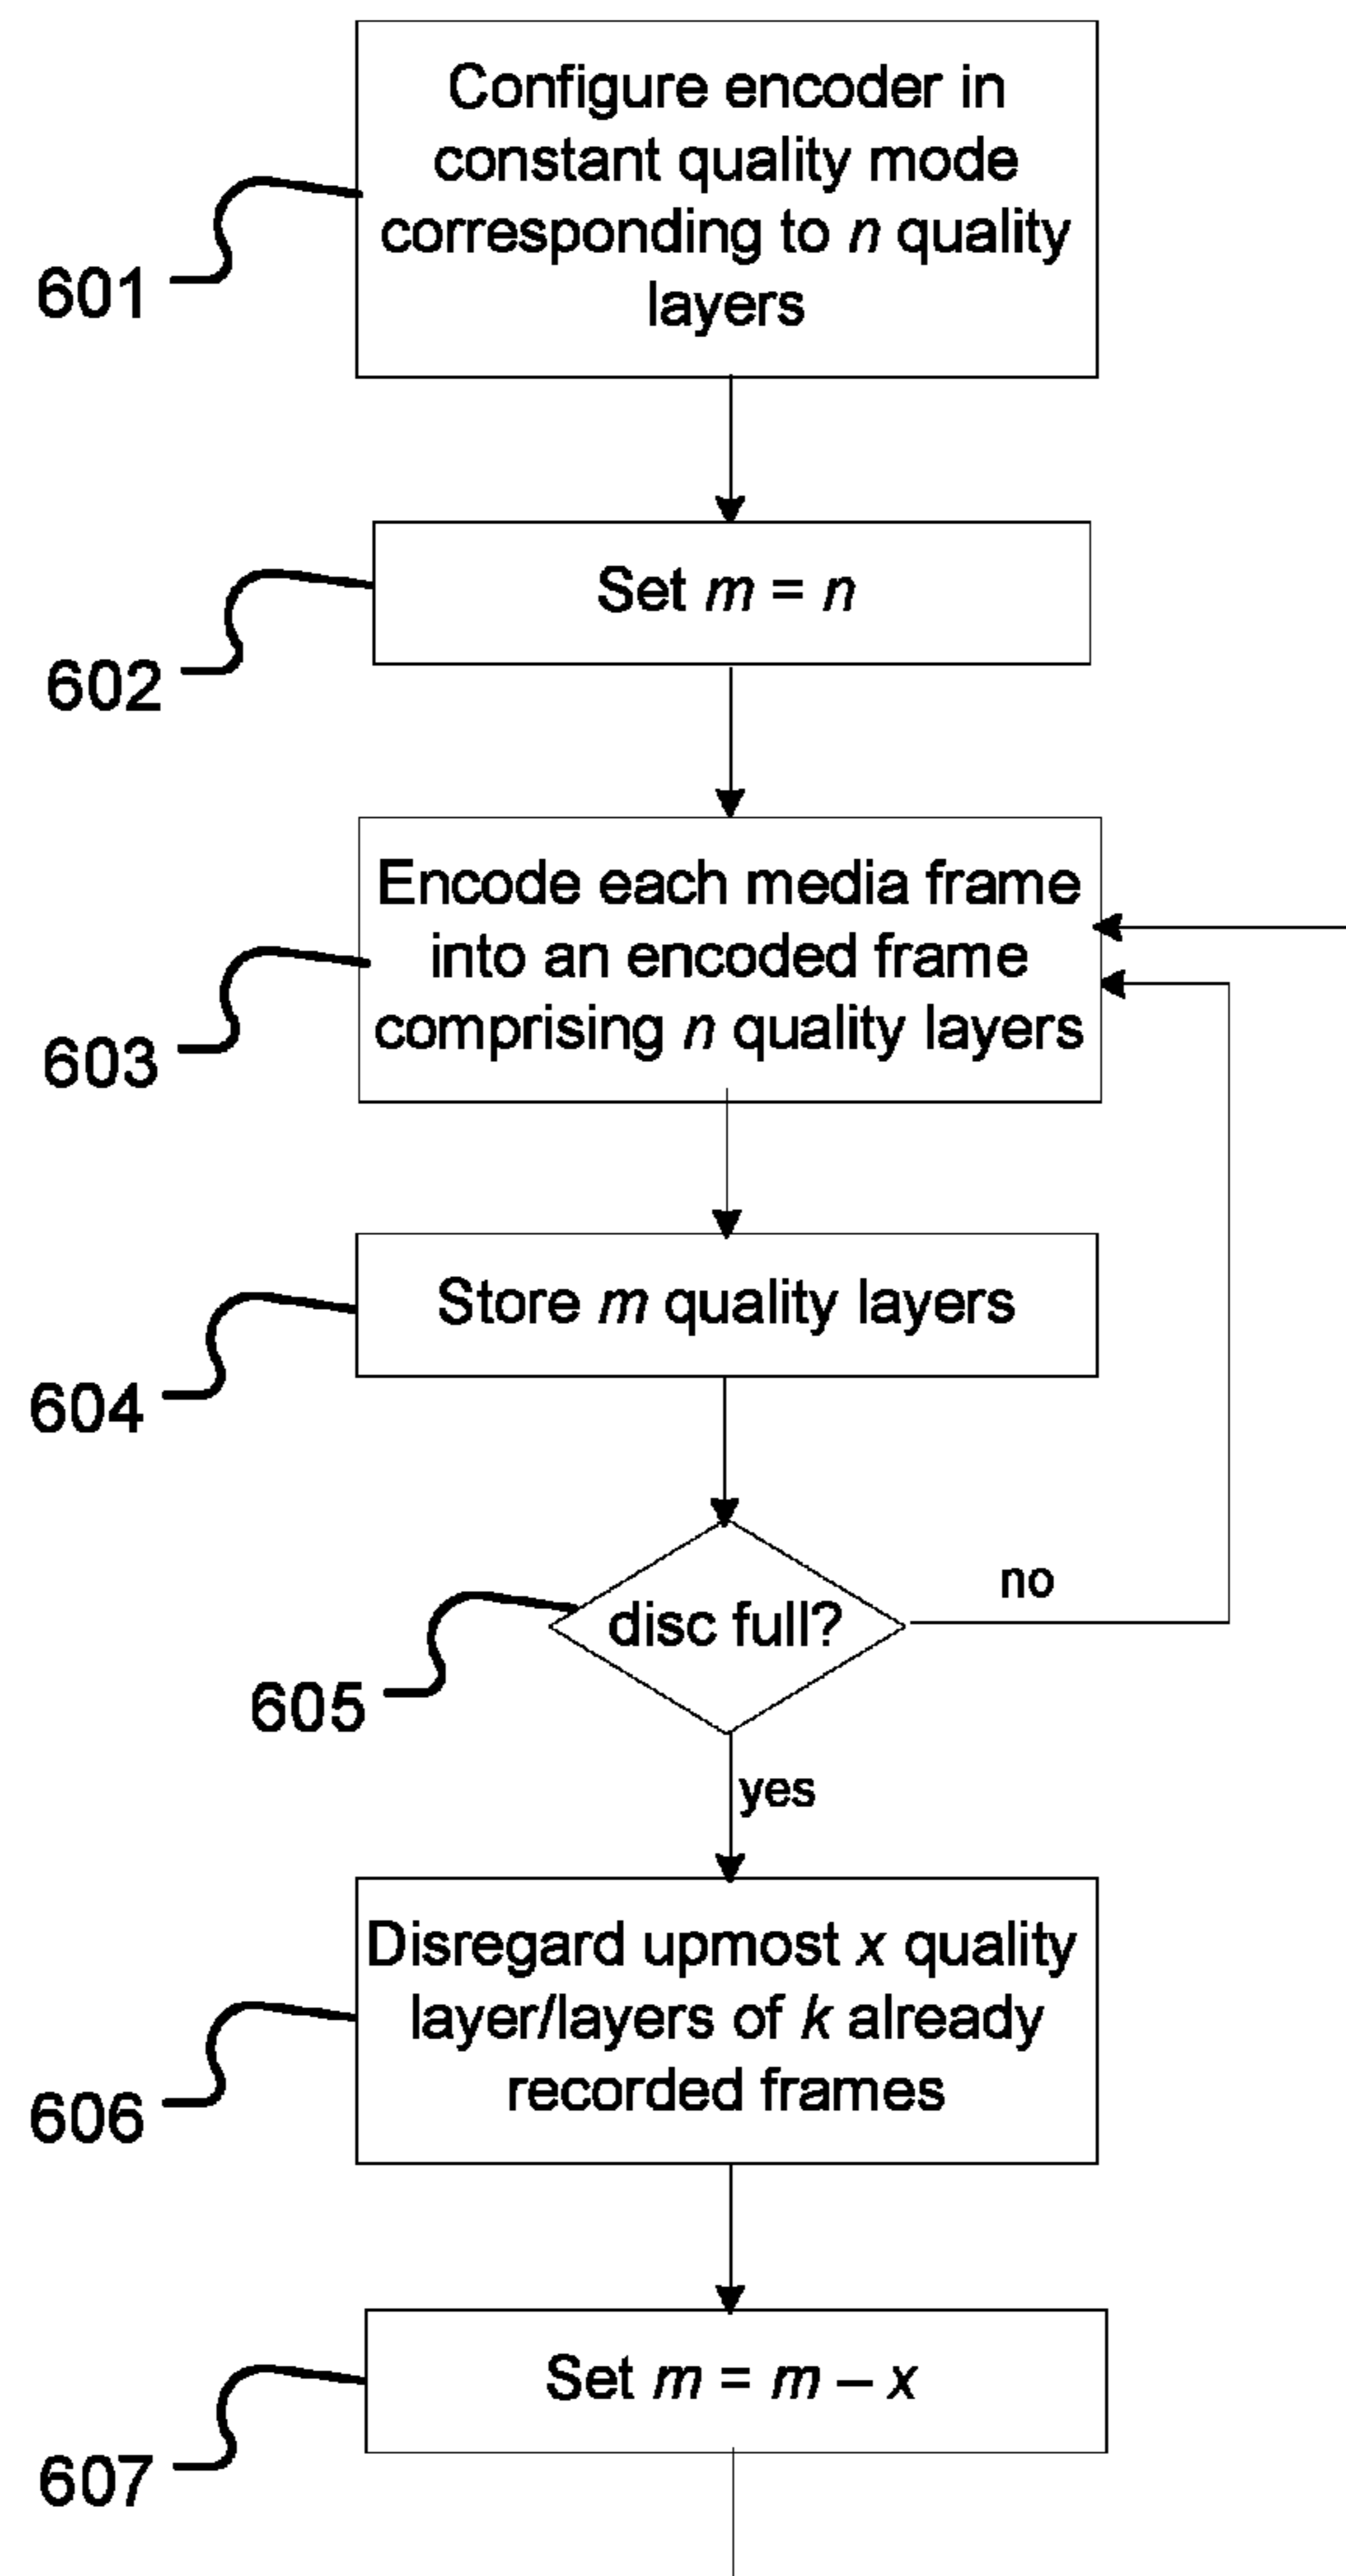 Configure encoder in
constant quality mode
corresponding to n quality
layers
601
Set m = n
602
Encode each media frame
into an encoded frame
comprising n quality layers
603
Store m quality layers
604
disc full?
no
605
yes
Disregard upmost x quality
layer/layers of k already
recorded frames
606
Set m = m – x
607